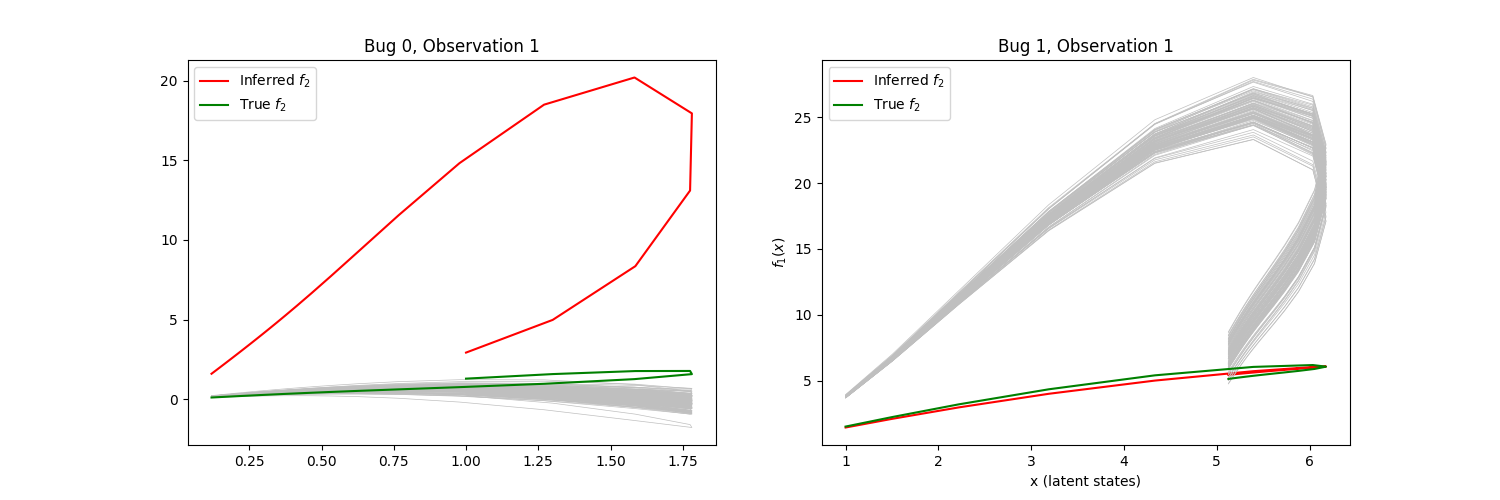 Bug 0, Observation 1
Inferred f₂
True f₂
20
15
10
5
0
0.25 0.50 0.75 1.00 1.25 1.50 1.75
Bug 1, Observation 1
Inferred f₂
True f₂
f₁(x)
25
20
15
10
5
1 2 3 4 5 6
x (latent states)